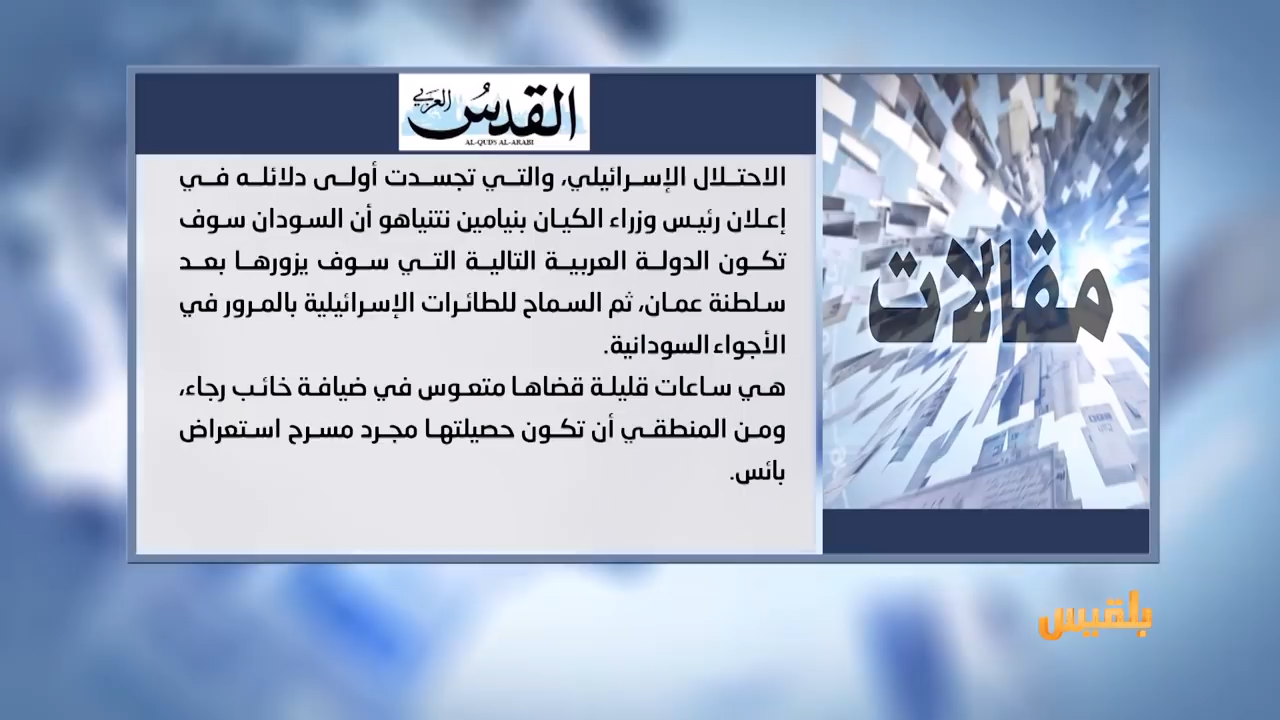 القدس العربي
AL-QUDS AL-ARABI
الاحتلال الإسرائيلي، والتي تجسدت أولى دلائله في
إعلان رئيس وزراء الكيان بنيامين نتنياهو أن السودان سوف
تكون الدولة العربية التالية التي سوف يزورها بعد
سلطنة عمان، ثم السماح للطائرات الإسرائيلية بالمرور في
الأجواء السودانية.
هي ساعات قليلة قضاها متعوس في ضيافة خائب رجاء،
ومن المنطقي أن تكون حصيلتها مجرد مسرح استعراض
بائس.
مقالات
بلقيس